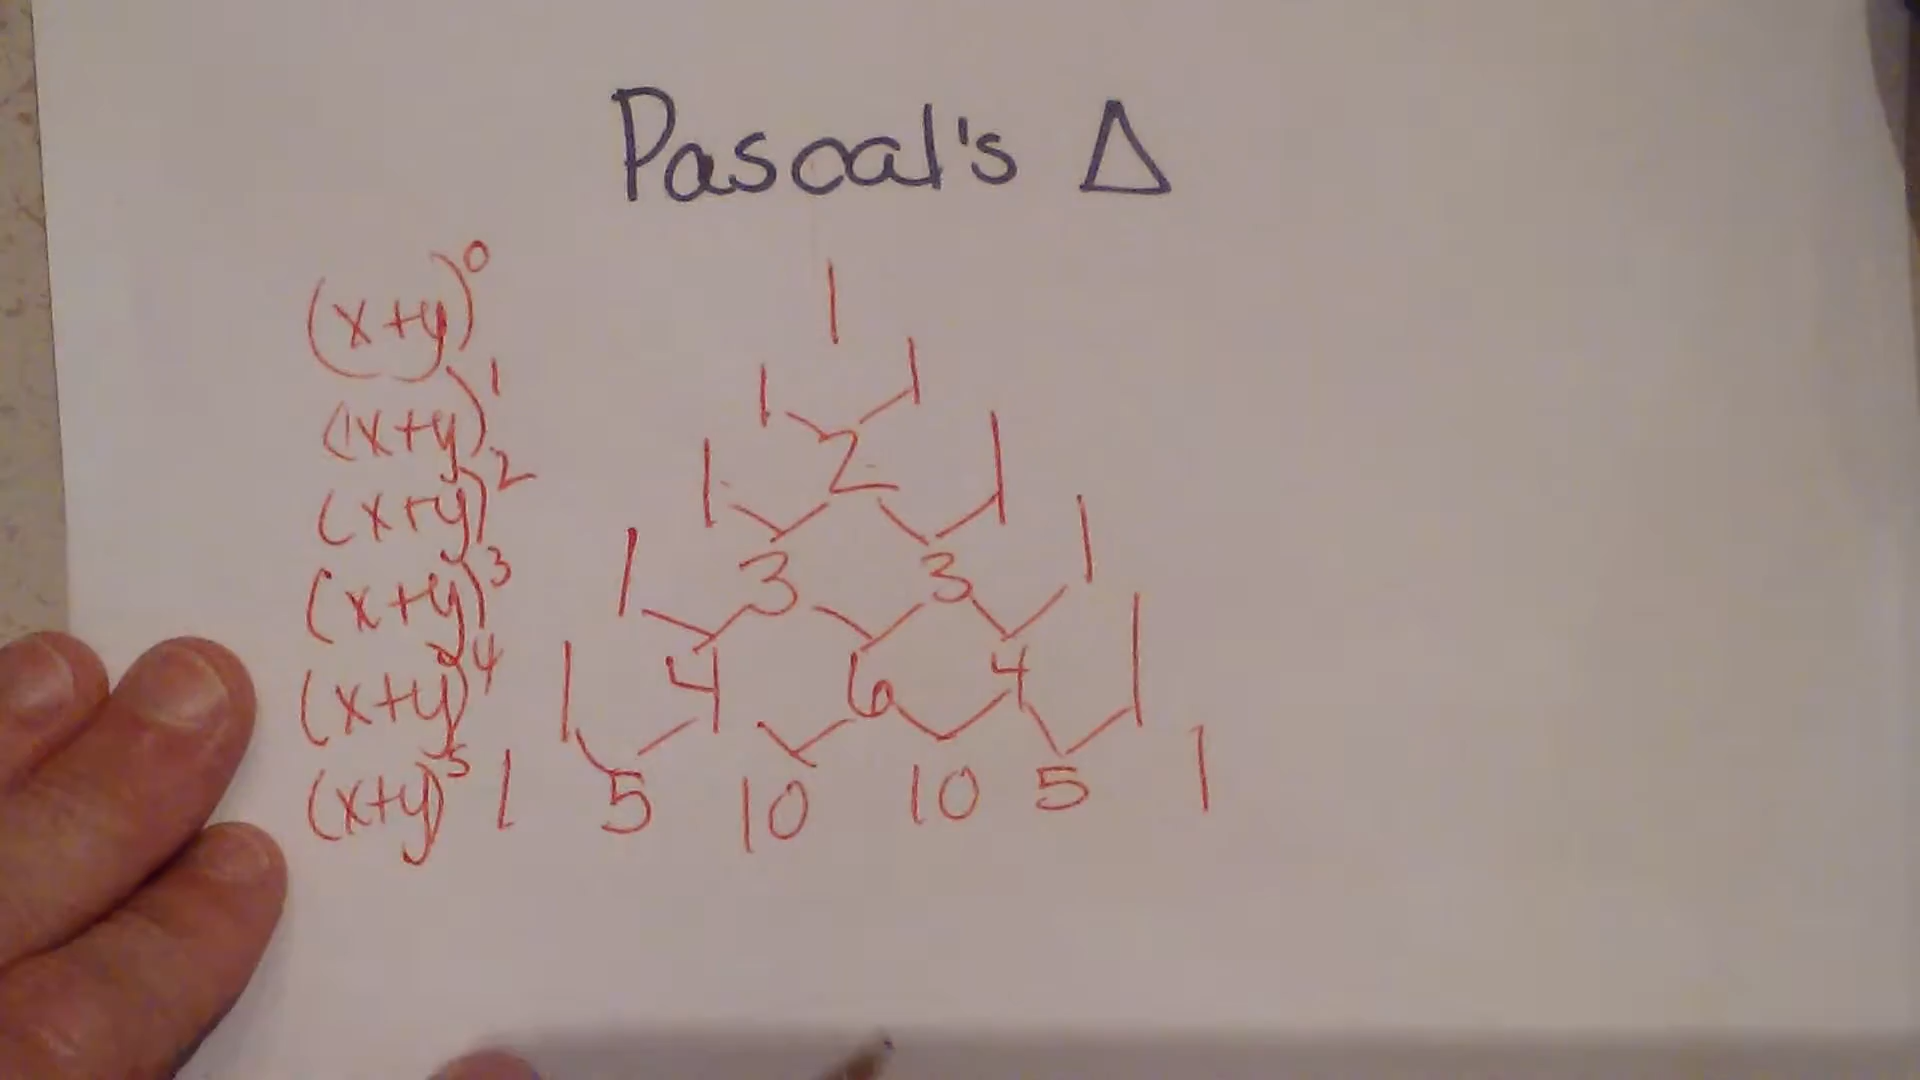 Pascal's Δ
(x+y)^0 1
(x+y)^1 1 1
(x+y)^2 1 2 1
(x+y)^3 1 3 3 1
(x+y)^4 1 4 6 4 1
(x+y)^5 1 5 10 10 5 1